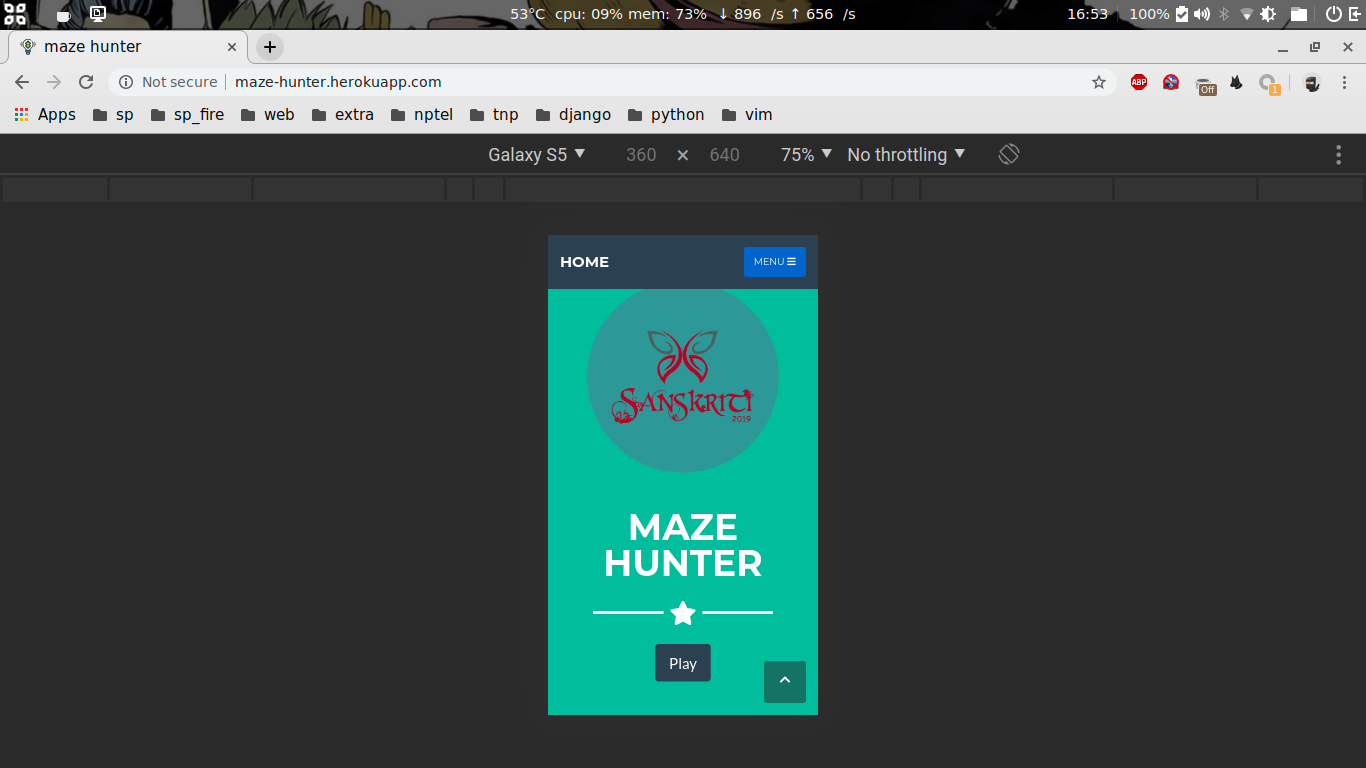 53°C cpu: 09% mem: 73% ↓ 896 /s ↑ 656 /s 16:53 100%
maze hunter
Not secure maze-hunter.herokuapp.com ABP Off 1
Apps sp sp_fire web extra nptel tnp django python vim
Galaxy S5 360 × 640 75% No throttling
HOME MENU
SANSKRITI
2019
MAZE
HUNTER
Play